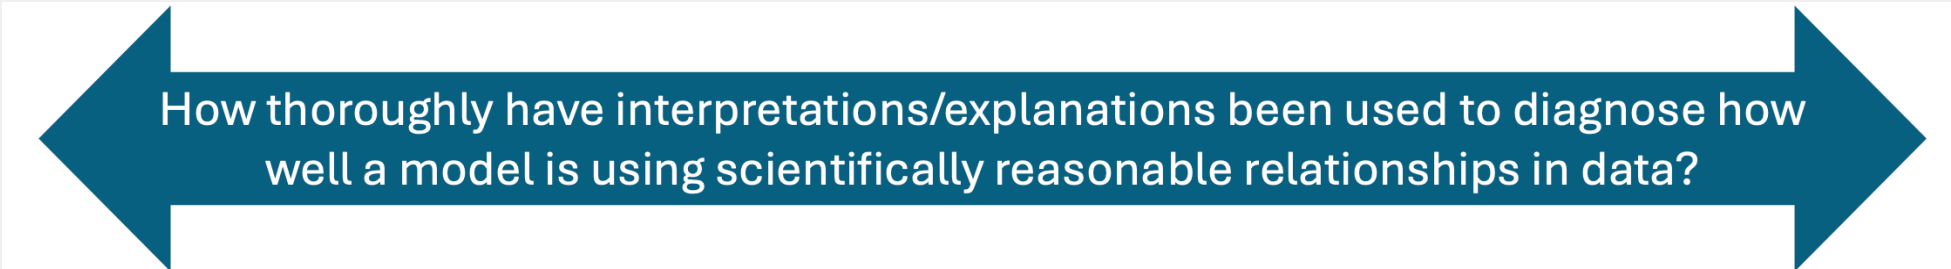 How thoroughly have interpretations/explanations been used to diagnose how
well a model is using scientifically reasonable relationships in data?